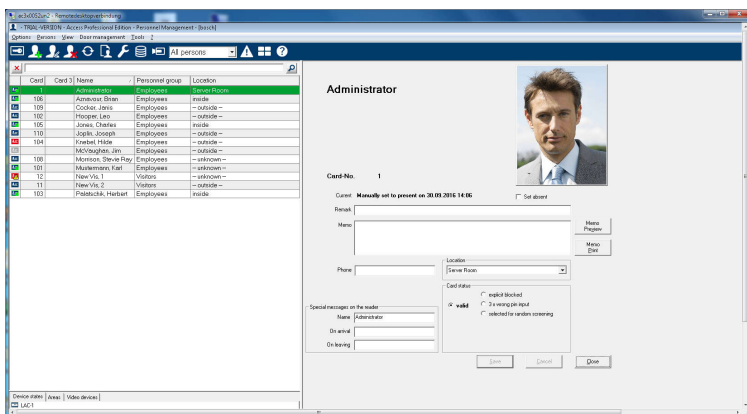 ac3x0052un2 - Remotedesktopverbindung
- TRIAL-VERSION - Access Professional Edition - Personnel Management - [bosch]
Options Persons View Door management Tools ?
All persons
Card Card 3 Name Personnel group Location
1 Administrator Employees Server Room
106 Aznavour, Brian Employees inside
109 Cocker, Janis Employees -- outside --
102 Hooper, Leo Employees -- outside --
105 Jones, Charles Employees inside
110 Joplin, Joseph Employees -- outside --
104 Knebel, Hilde Employees -- outside --
McVaughan, Jim Employees -- outside --
108 Morrison, Stevie Ray Employees -- unknown --
101 Mustermann, Karl Employees -- unknown --
12 New Vis, 1 Visitors -- unknown --
11 New Vis, 2 Visitors -- outside --
103 Palatschik, Herbert Employees inside
Administrator
Card-No. 1
Current Manually set to present on 30.09.2016 14:06
Set absent
Remark
Memo
Memo Preview
Memo Print
Phone
Location
Server Room
Card status
valid
explicit blocked
3 x wrong pin input
selected for random screening
Special messages on the reader
Name Administrator
On arrival
On leaving
Save Cancel Close
Device states Areas Video devices
LAC-1